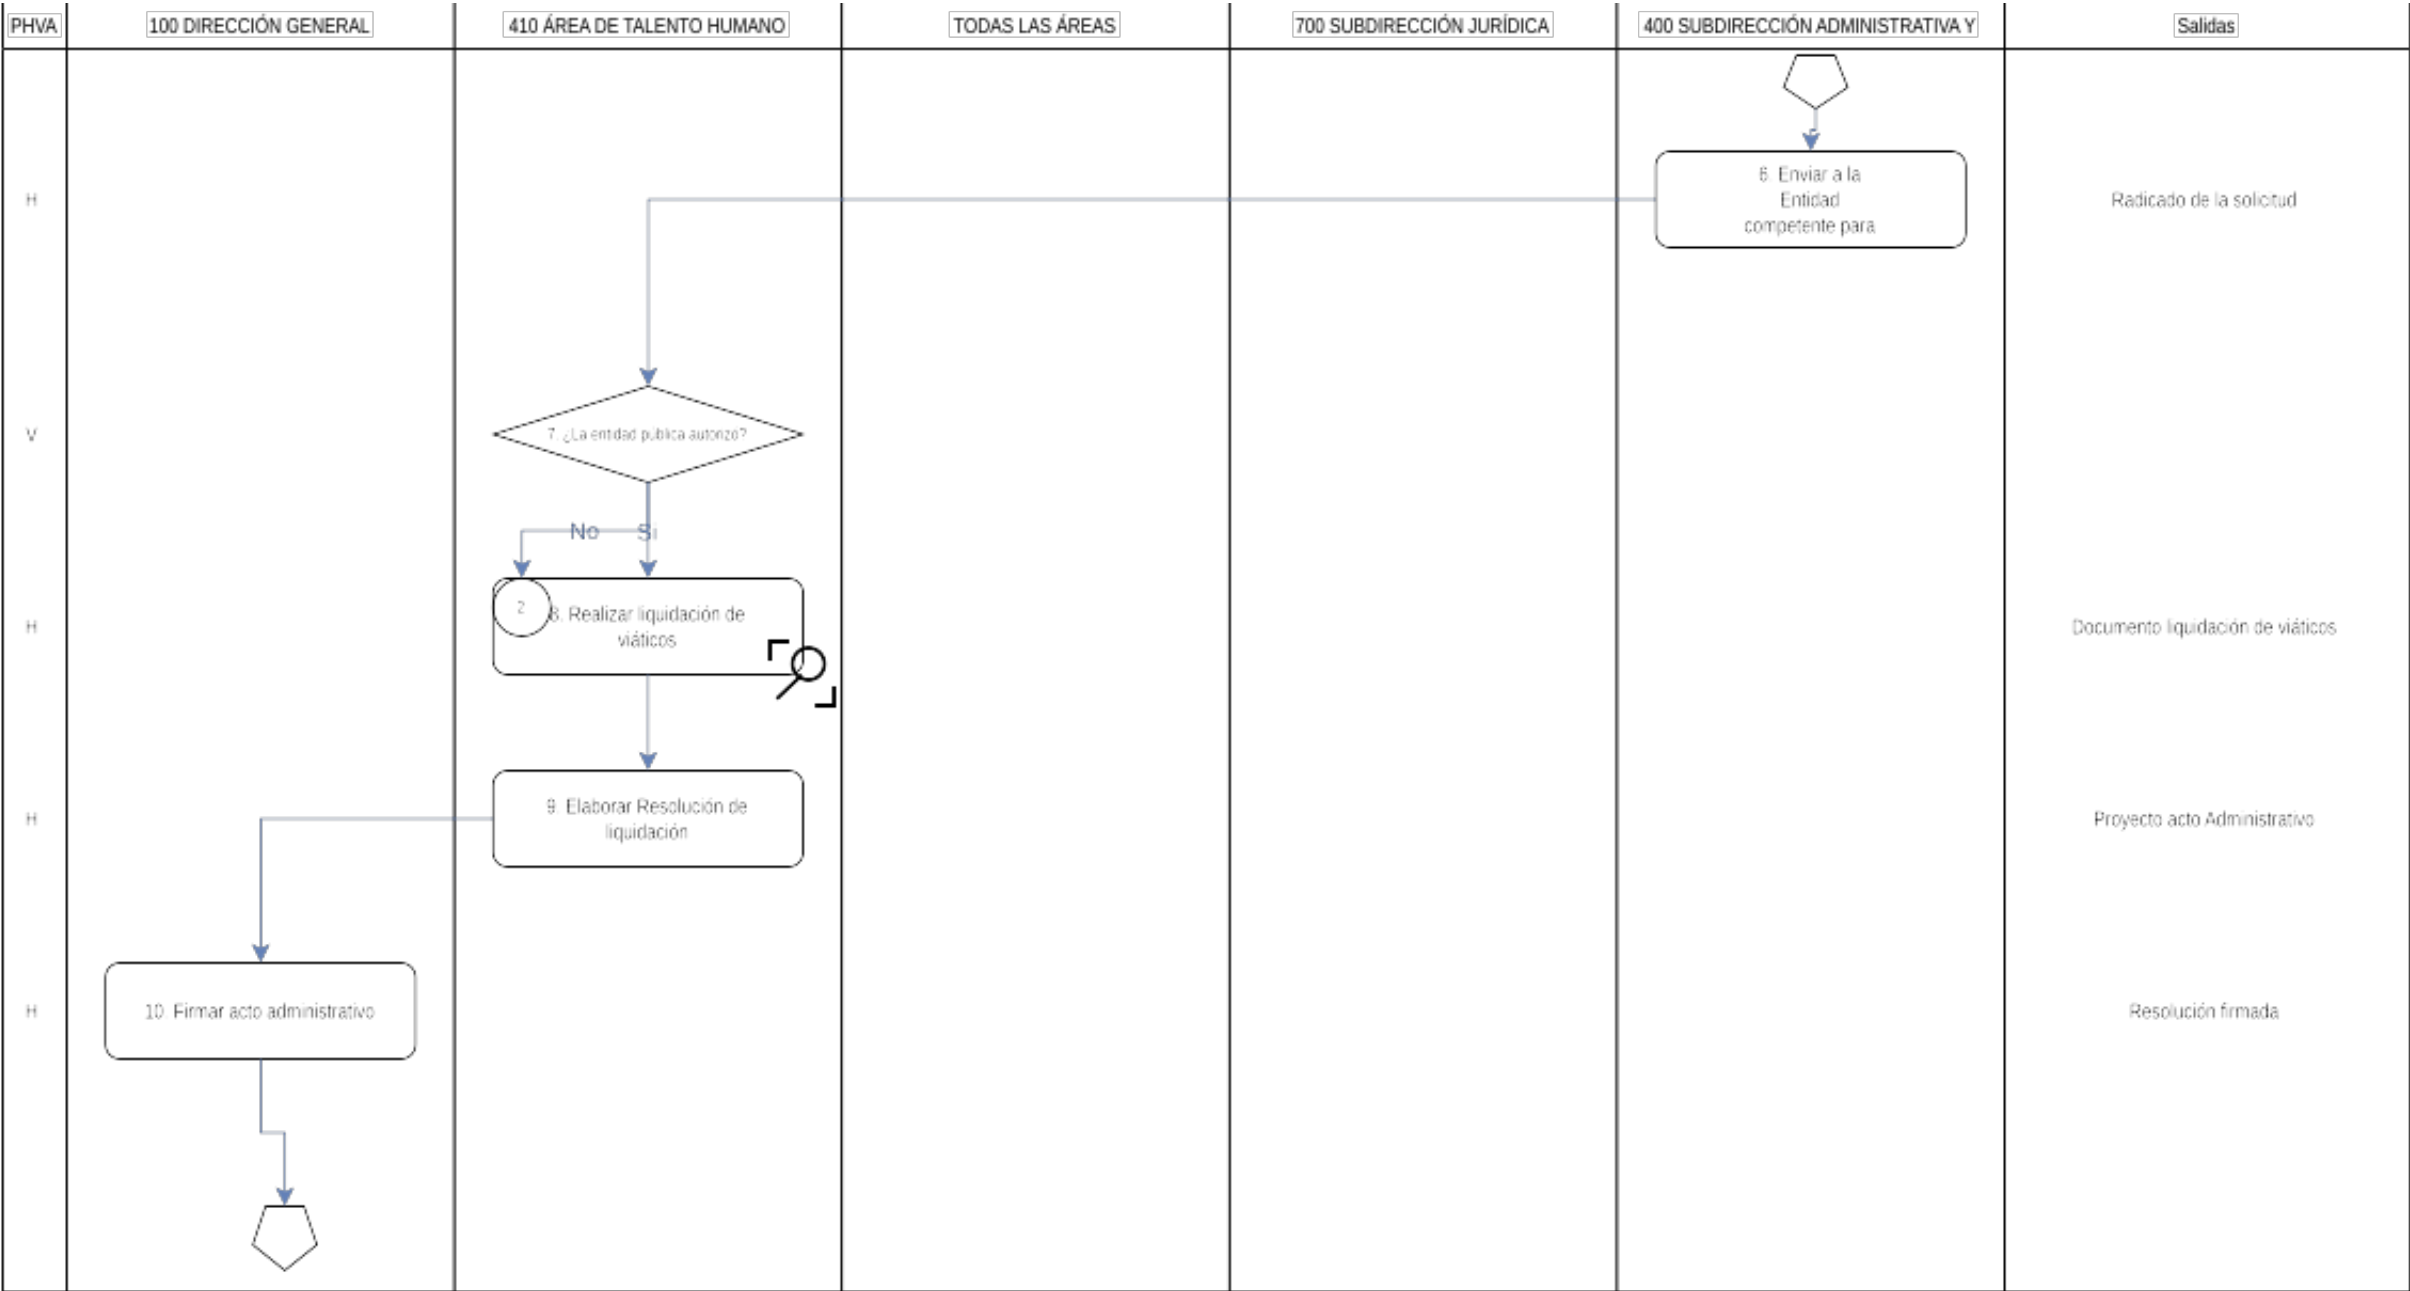 PHVA
100 DIRECCIÓN GENERAL
410 ÁREA DE TALENTO HUMANO
TODAS LAS ÁREAS
700 SUBDIRECCIÓN JURÍDICA
400 SUBDIRECCIÓN ADMINISTRATIVA Y
Salidas
H
6. Enviar a la
Entidad
competente para
Radicado de la solicitud
V
7. ¿La entidad pública autorizo?
No
Si
H
2
8. Realizar liquidación de
viáticos
Documento liquidación de viáticos
H
9. Elaborar Resolución de
liquidación
Proyecto acto Administrativo
H
10. Firmar acto administrativo
Resolución firmada